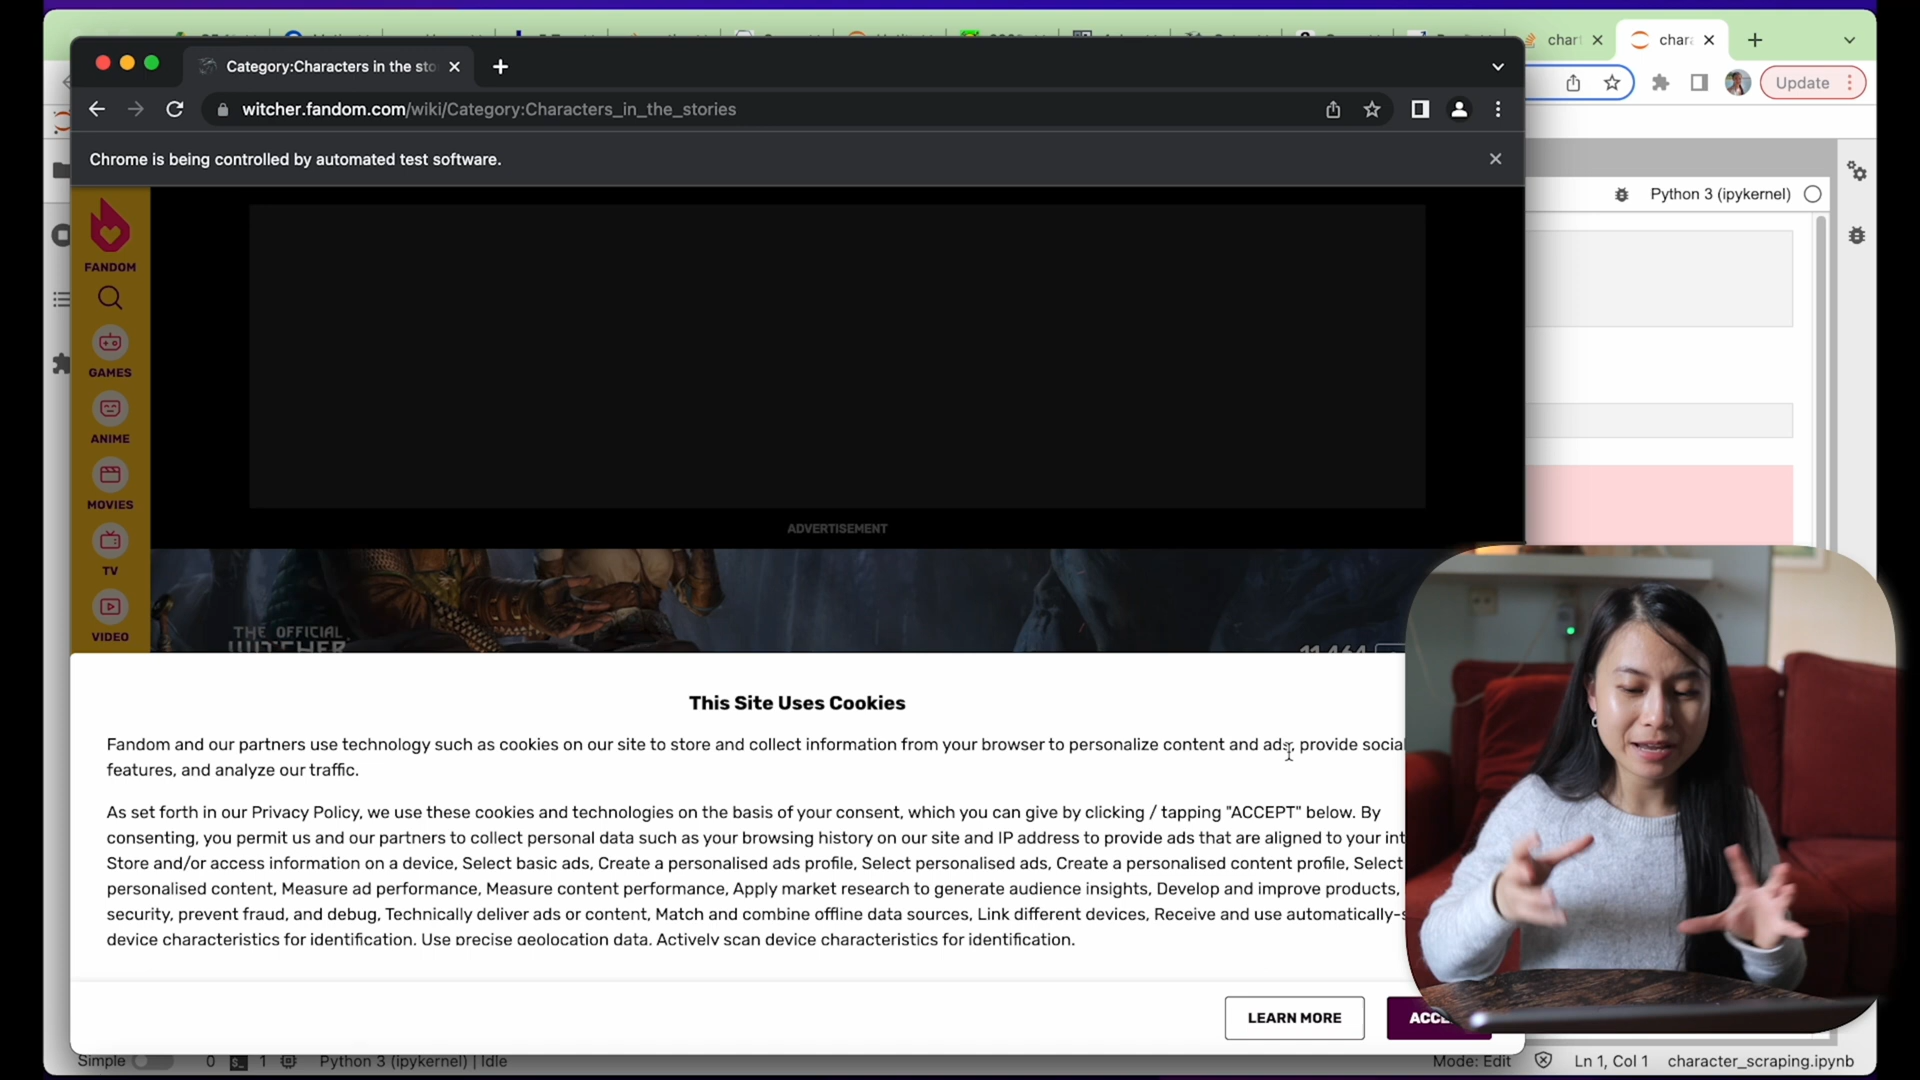 char
chara
Category:Characters in the sto
witcher.fandom.com/wiki/Category:Characters_in_the_stories
Update
Chrome is being controlled by automated test software.
Python 3 (ipykernel)
FANDOM
GAMES
ANIME
MOVIES
TV
VIDEO
ADVERTISEMENT
THE OFFICIAL
WITCHER
11,464
This Site Uses Cookies
Fandom and our partners use technology such as cookies on our site to store and collect information from your browser to personalize content and ads, provide social
features, and analyze our traffic.
As set forth in our Privacy Policy, we use these cookies and technologies on the basis of your consent, which you can give by clicking / tapping "ACCEPT" below. By
consenting, you permit us and our partners to collect personal data such as your browsing history on our site and IP address to provide ads that are aligned to your int
Store and/or access information on a device, Select basic ads, Create a personalised ads profile, Select personalised ads, Create a personalised content profile, Select
personalised content, Measure ad performance, Measure content performance, Apply market research to generate audience insights, Develop and improve products,
security, prevent fraud, and debug, Technically deliver ads or content, Match and combine offline data sources, Link different devices, Receive and use automatically-s
device characteristics for identification. Use precise geolocation data. Actively scan device characteristics for identification.
LEARN MORE
ACCE
Simple 0 1 Python 3 (ipykernel) | Idle
Mode: Edit Ln 1, Col 1 character_scraping.ipynb